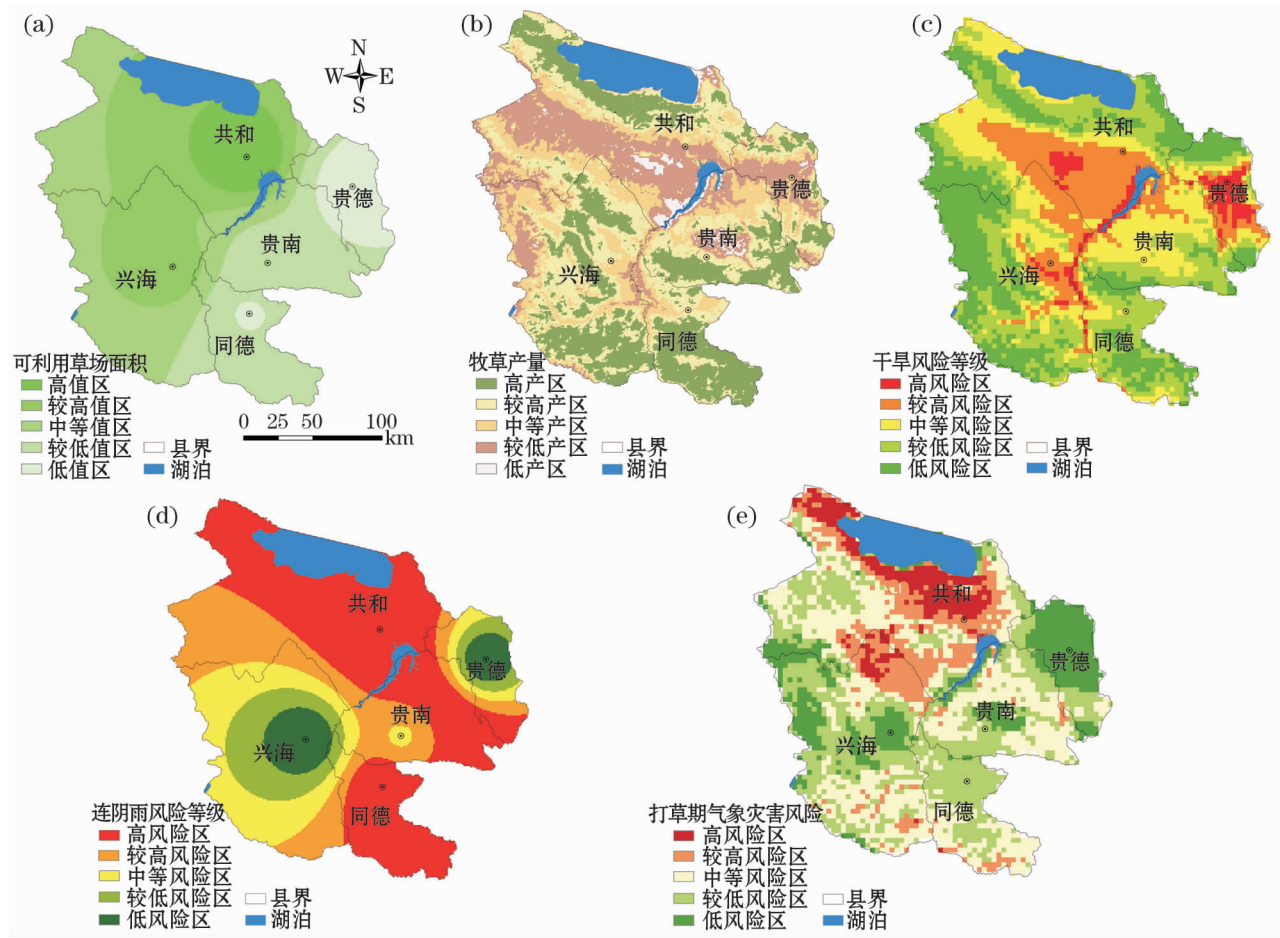 (a)
N
W E
S
共和
贵德
贵南
兴海
同德
可利用草场面积
高值区
较高值区
中等值区
较低值区
低值区
县界
湖泊
0 25 50 100
km
(b)
共和
贵德
贵南
兴海
同德
牧草产量
高产区
较高产区
中等产区
较低产区
低产区
县界
湖泊
(c)
共和
贵德
贵南
兴海
同德
干旱风险等级
高风险区
较高风险区
中等风险区
较低风险区
低风险区
县界
湖泊
(d)
共和
贵德
贵南
兴海
同德
连阴雨风险等级
高风险区
较高风险区
中等风险区
较低风险区
低风险区
县界
湖泊
(e)
共和
贵德
贵南
兴海
同德
打草期气象灾害风险
高风险区
较高风险区
中等风险区
较低风险区
低风险区
县界
湖泊